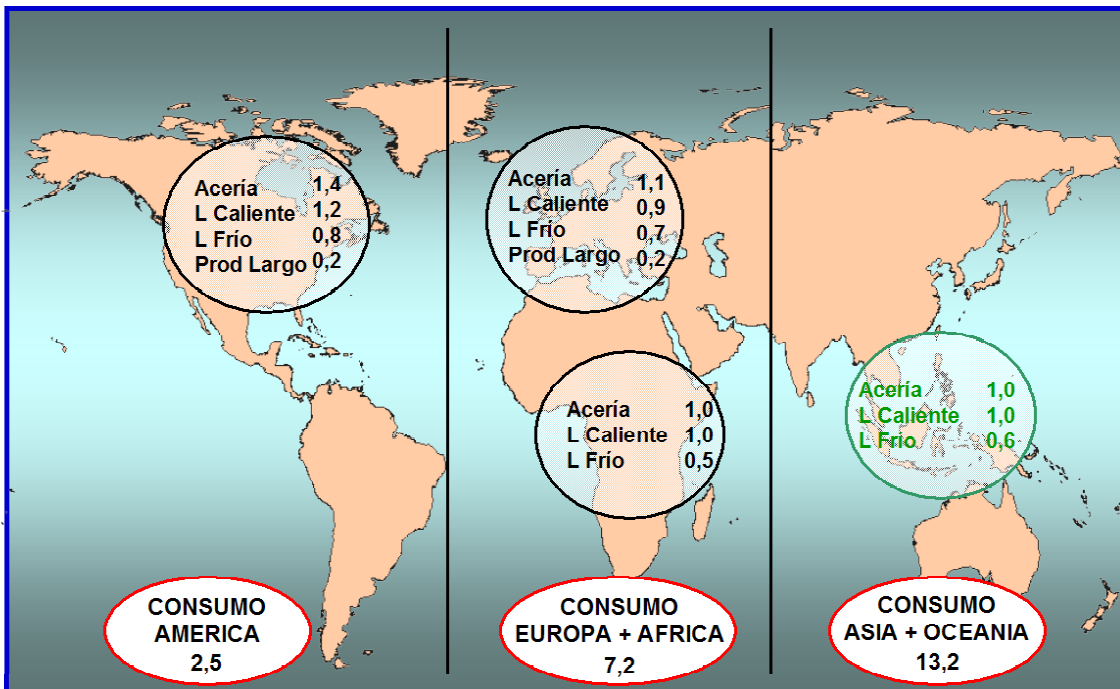 Acería 1,4
L Caliente 1,2
L Frío 0,8
Prod Largo 0,2
Acería 1,1
L Caliente 0,9
L Frío 0,7
Prod Largo 0,2
Acería 1,0
L Caliente 1,0
L Frío 0,5
Acería 1,0
L Caliente 1,0
L Frío 0,6
CONSUMO
AMERICA
2,5
CONSUMO
EUROPA + AFRICA
7,2
CONSUMO
ASIA + OCEANIA
13,2